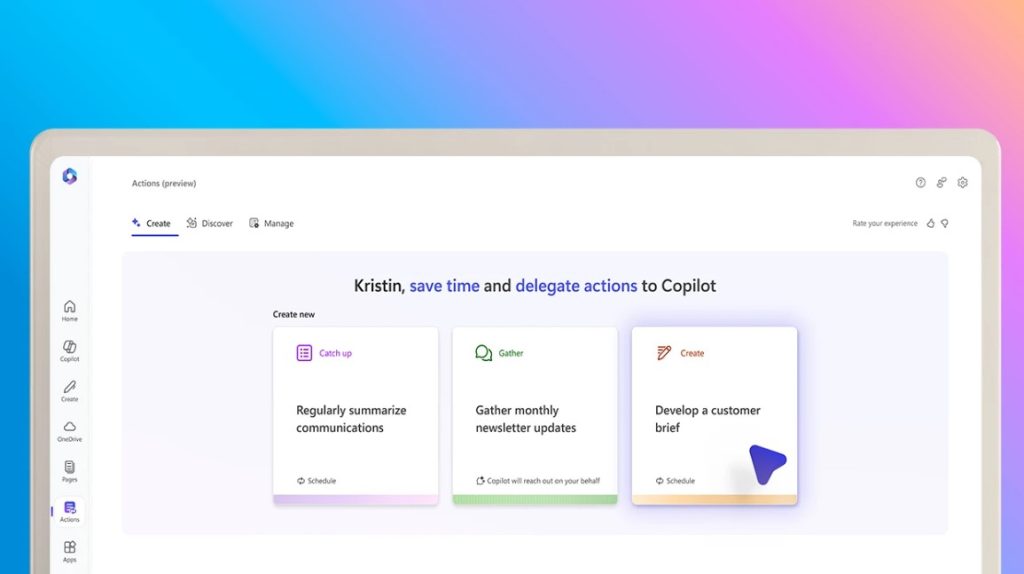 Actions (preview)
Create
Discover
Manage
Rate your experience
Kristin, save time and delegate actions to Copilot
Create new
Catch up
Regularly summarize
communications
Schedule
Gather
Gather monthly
newsletter updates
Copilot will reach out on your behalf
Create
Develop a customer
brief
Schedule
Home
Copilot
Create
OneDrive
Pages
Actions
Apps